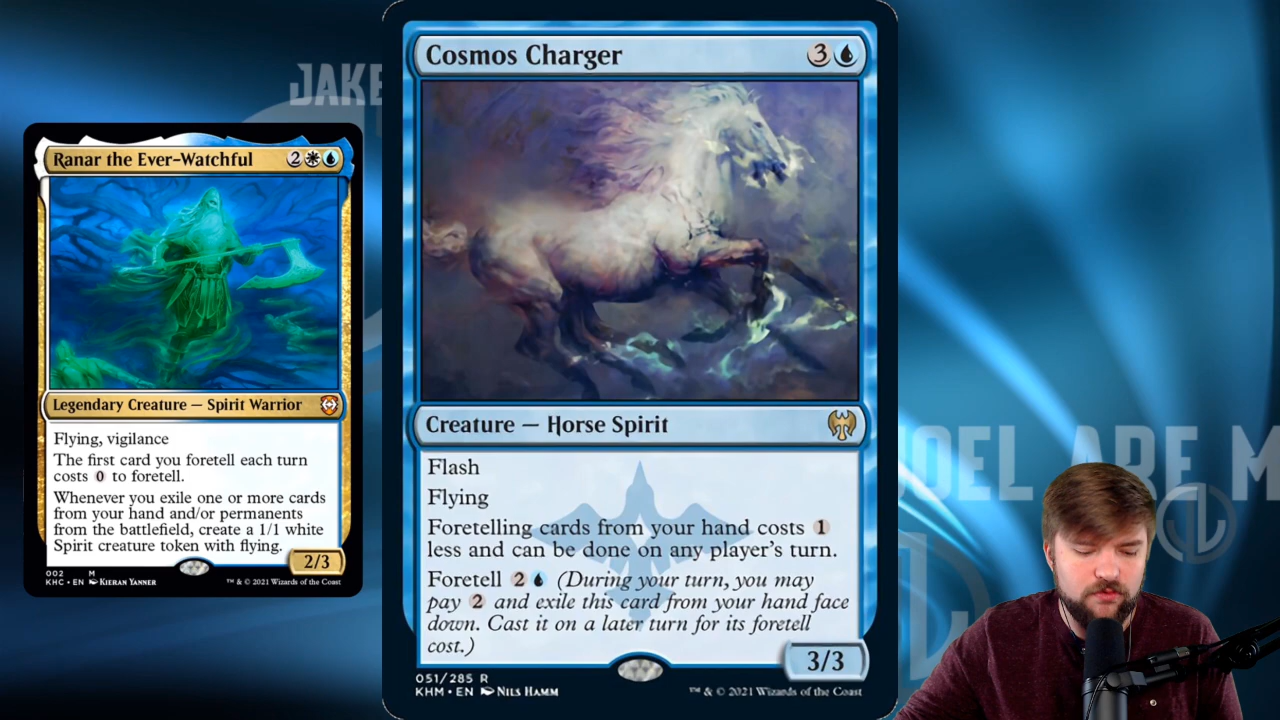 JAKE
Ranar the Ever-Watchful 2
Legendary Creature — Spirit Warrior
Flying, vigilance
The first card you foretell each turn
costs 0 to foretell.
Whenever you exile one or more cards
from your hand and/or permanents
from the battlefield, create a 1/1 white
Spirit creature token with flying.
2/3
002 M
KHC • EN KIERAN YANNER ™ & © 2021 Wizards of the Coast
Cosmos Charger 3
Creature — Horse Spirit
Flash
Flying
Foretelling cards from your hand costs 1
less and can be done on any player's turn.
Foretell 2 (During your turn, you may
pay 2 and exile this card from your hand face
down. Cast it on a later turn for its foretell
cost.)
3/3
051/285 R
KHM • EN NILS HAMM ™ & © 2021 Wizards of the Coast
JOEL ARE M